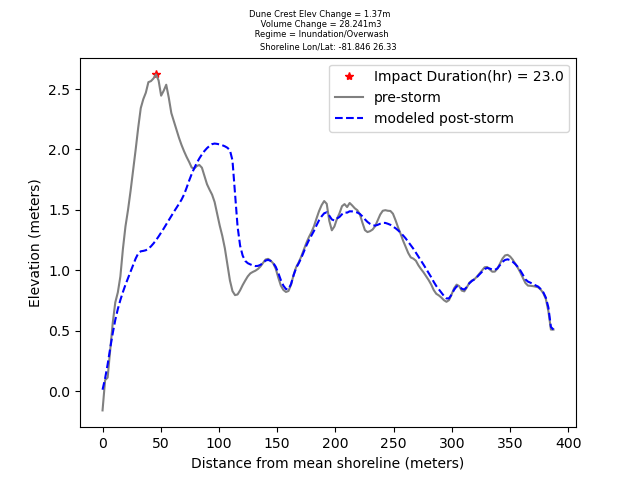 Dune Crest Elev Change = 1.37m
Volume Change = 28.241m3
Regime = Inundation/Overwash
Shoreline Lon/Lat: -81.846 26.33
Impact Duration(hr) = 23.0
pre-storm
modeled post-storm
Elevation (meters)
2.5
2.0
1.5
1.0
0.5
0.0
0 50 100 150 200 250 300 350 400
Distance from mean shoreline (meters)